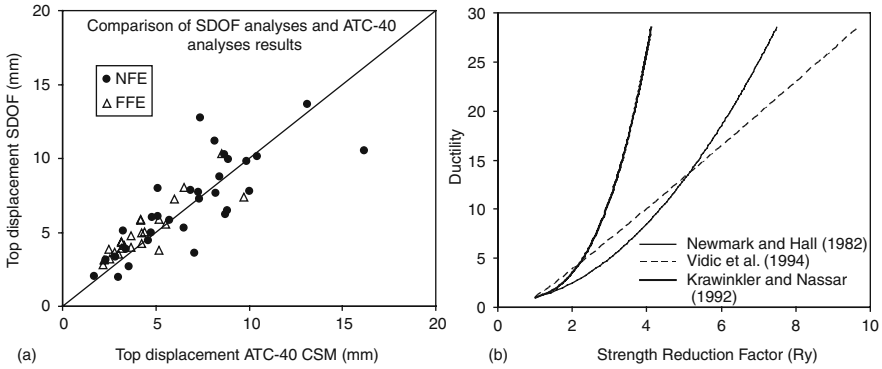 Comparison of SDOF analyses and ATC-40
analyses results
NFE
FFE
Top displacement SDOF (mm)
20
15
10
5
0
0 5 10 15 20
(a) Top displacement ATC-40 CSM (mm)
Ductility
30
25
20
15
10
5
0
Newmark and Hall (1982)
Vidic et al. (1994)
Krawinkler and Nassar
(1992)
0 2 4 6 8 10
(b) Strength Reduction Factor (Ry)